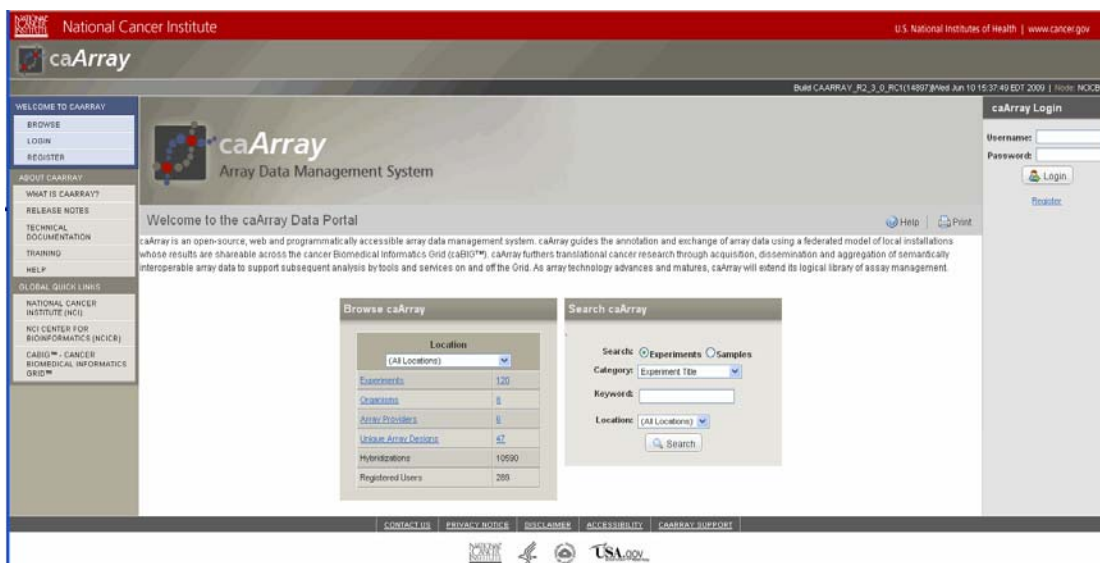 NATIONAL CANCER INSTITUTE
National Cancer Institute
U.S. National Institutes of Health | www.cancer.gov
caArray
Build CAARRAY_R2_3_0_RC1(14897)Wed Jun 10 15:37:49 EDT 2009 | Node: NCICB
WELCOME TO CAARRAY
BROWSE
LOGIN
REGISTER
ABOUT CAARRAY
WHAT IS CAARRAY?
RELEASE NOTES
TECHNICAL
DOCUMENTATION
TRAINING
HELP
GLOBAL QUICK LINKS
NATIONAL CANCER
INSTITUTE (NCI)
NCI CENTER FOR
BIOINFORMATICS (NCICB)
CABIG™ - CANCER
BIOMEDICAL INFORMATICS
GRID™
caArray
Array Data Management System
Welcome to the caArray Data Portal
Help | Print
caArray is an open-source, web and programmatically accessible array data management system. caArray guides the annotation and exchange of array data using a federated model of local installations
whose results are shareable across the cancer Biomedical Informatics Grid (caBIG™). caArray furthers translational cancer research through acquisition, dissemination and aggregation of semantically
interoperable array data to support subsequent analysis by tools and services on and off the Grid. As array technology advances and matures, caArray will extend its logical library of assay management.
Browse caArray
Location
(All Locations)
Experiments 120
Organisms
Array Providers 6
Unique Array Designs 47
Hybridizations 10590
Registered Users 289
Search caArray
Search: Experiments Samples
Category: Experiment Title
Keyword:
Location: (All Locations)
Search
caArray Login
Username:
Password:
Login
Register
CONTACT US PRIVACY NOTICE DISCLAIMER ACCESSIBILITY CAARRAY SUPPORT
NATIONAL CANCER INSTITUTE
USA.gov